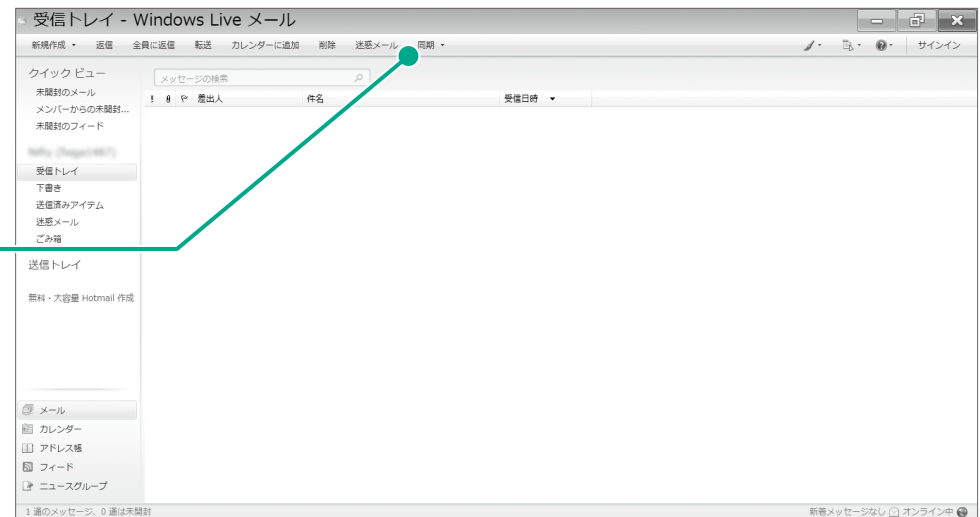 受信トレイ - Windows Live メール
新規作成 返信 全員に返信 転送 カレンダーに追加 削除 迷惑メール 同期 サインイン
クイック ビュー
未開封のメール
メンバーからの未開封...
未開封のフィード
メッセージの検索
! 差出人 件名 受信日時
受信トレイ
下書き
送信済みアイテム
迷惑メール
ごみ箱
送信トレイ
無料・大容量 Hotmail 作成
メール
カレンダー
アドレス帳
フィード
ニュースグループ
1 通のメッセージ、0 通は未開封
新着メッセージなし オンライン中